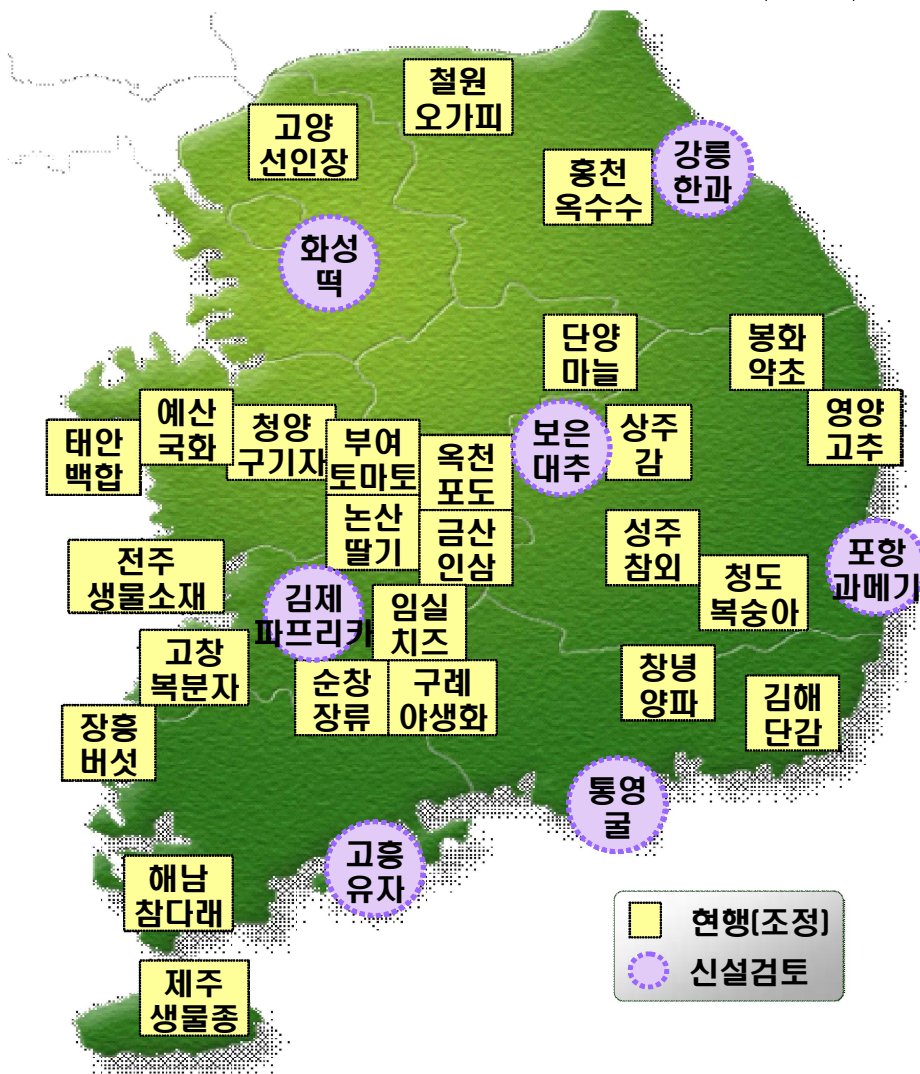 철원
오가피
고양
선인장
강릉
한과
홍천
옥수수
화성
떡
단양
마늘
봉화
약초
예산
국화
태안
백합
청양
구기자
부여
토마토
옥천
포도
보은
대추
상주
감
영양
고추
논산
딸기
금산
인삼
성주
참외
포항
과메기
전주
생물소재
김제
파프리카
임실
치즈
청도
복숭아
고창
복분자
순창
장류
구례
야생화
창녕
양파
김해
단감
장흥
버섯
통영
굴
고흥
유자
해남
참다래
제주
생물종
현행(조정)
신설검토